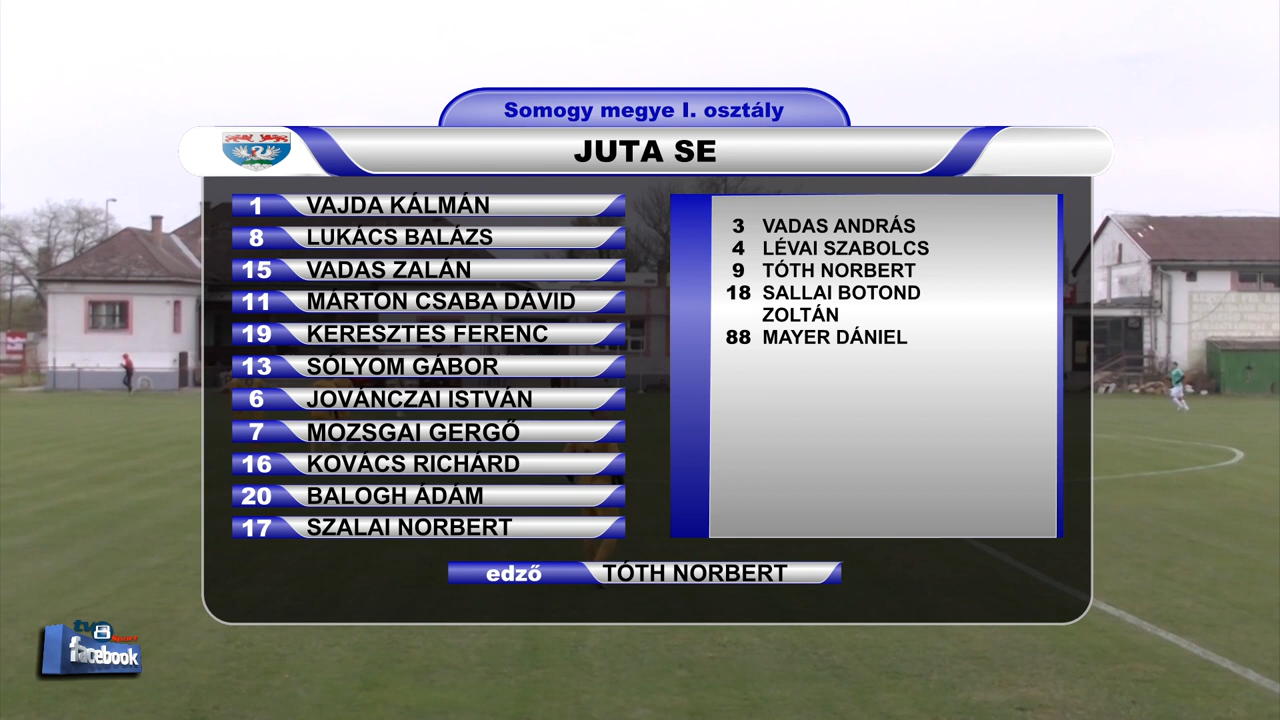 Somogy megye I. osztály
JUTA SE
1 VAJDA KÁLMÁN
8 LUKÁCS BALÁZS
15 VADAS ZALÁN
11 MÁRTON CSABA DÁVID
19 KERESZTES FERENC
13 SÓLYOM GÁBOR
6 JOVÁNCZAI ISTVÁN
7 MOZSGAI GERGŐ
16 KOVÁCS RICHÁRD
20 BALOGH ÁDÁM
17 SZALAI NORBERT
3 VADAS ANDRÁS
4 LÉVAI SZABOLCS
9 TÓTH NORBERT
18 SALLAI BOTOND
ZOLTÁN
88 MAYER DÁNIEL
edző TÓTH NORBERT
tv8 Sport
facebook